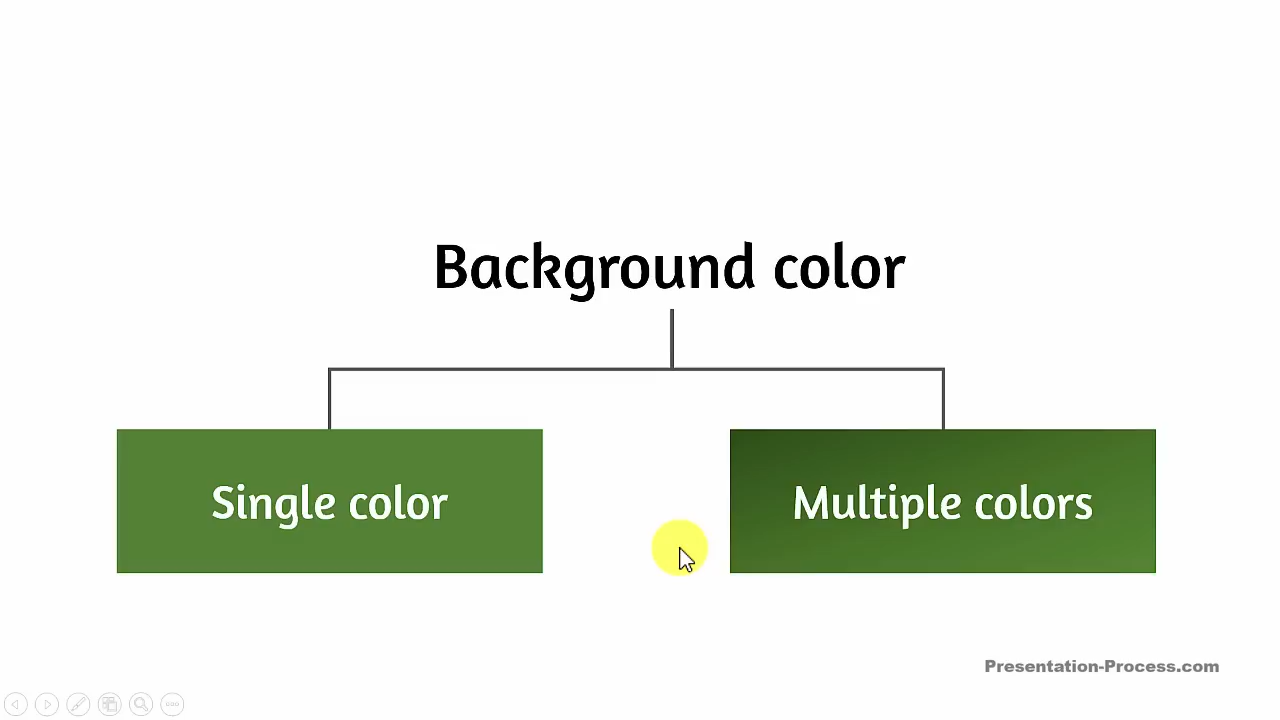 Background color
Single color
Multiple colors
Presentation-Process.com